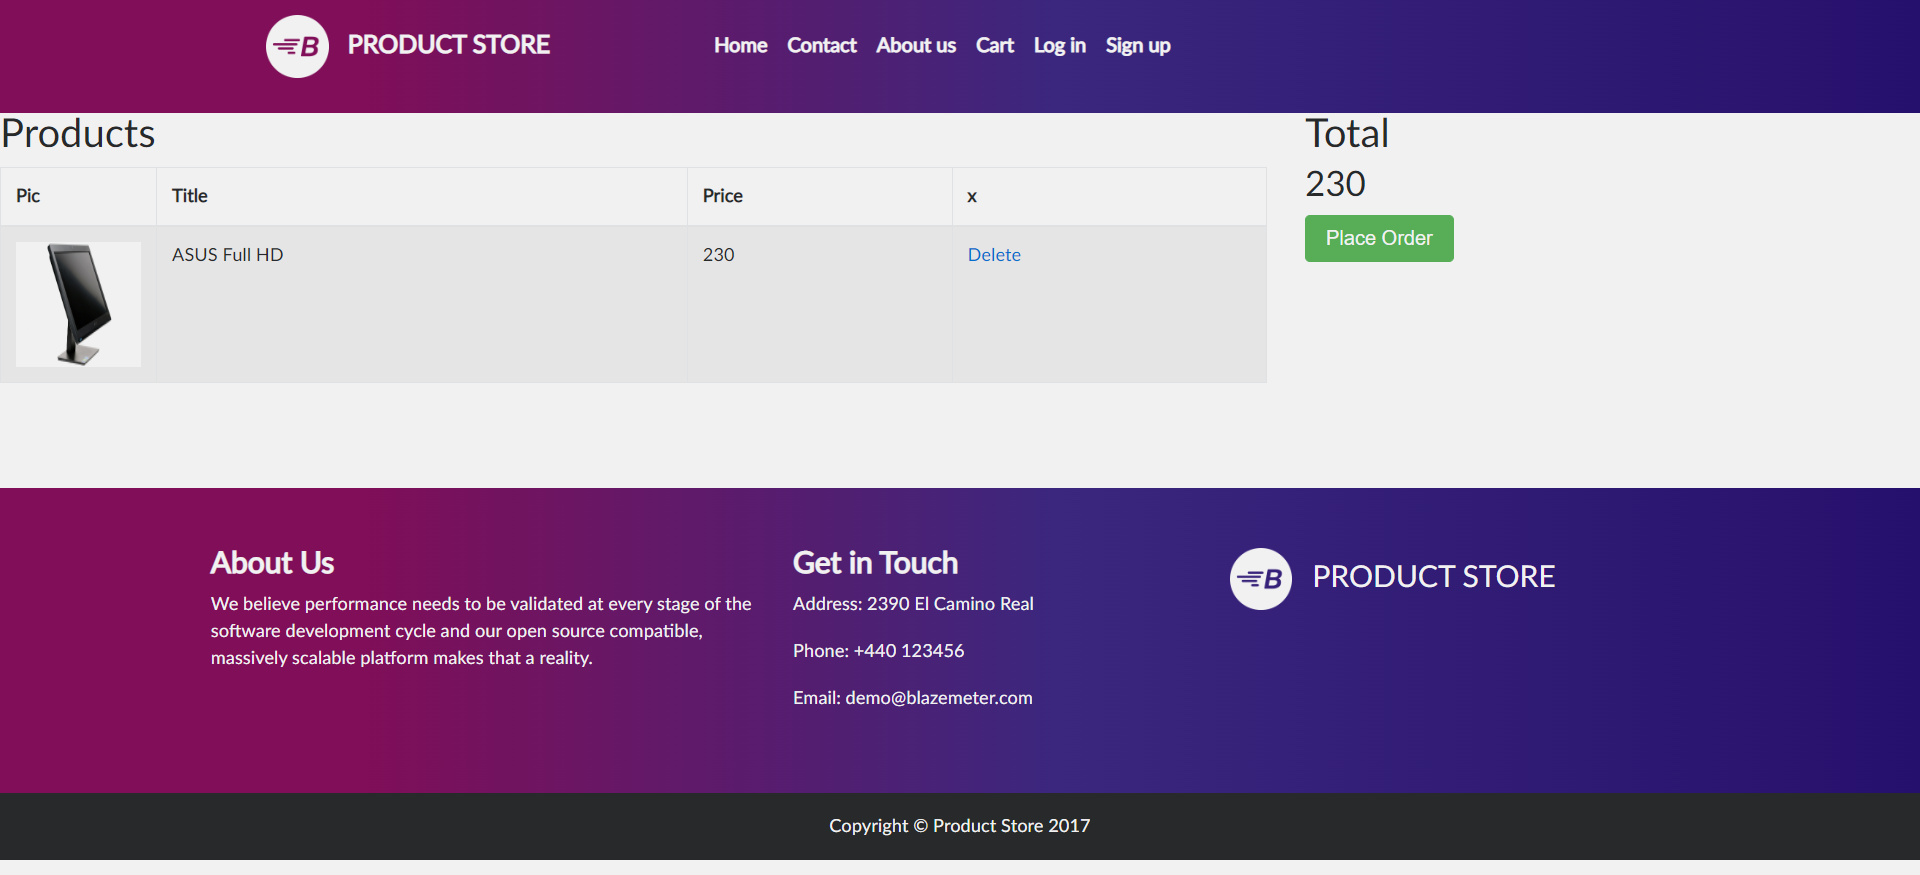 B PRODUCT STORE Home Contact About us Cart Log in Sign up
Products
Total
Pic Title Price x
230
ASUS Full HD 230 Delete
Place Order
About Us
We believe performance needs to be validated at every stage of the
software development cycle and our open source compatible,
massively scalable platform makes that a reality.
Get in Touch
Address: 2390 El Camino Real
Phone: +440 123456
Email: demo@blazemeter.com
B PRODUCT STORE
Copyright © Product Store 2017